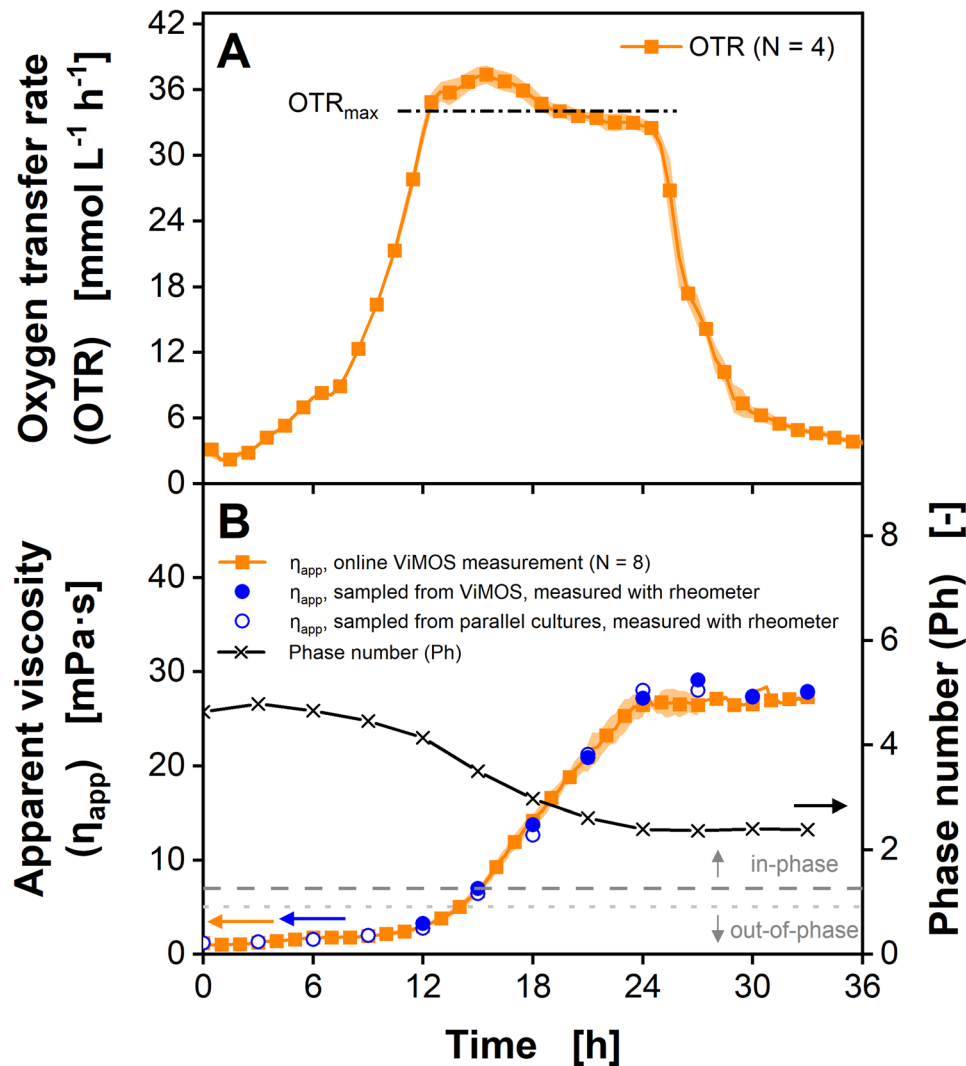 A
OTR (N = 4)
OTRmax
Oxygen transfer rate
(OTR) [mmol L-1 h-1]
42
36
30
24
18
12
6
0
B
ηapp, online ViMOS measurement (N = 8)
ηapp, sampled from ViMOS, measured with rheometer
ηapp, sampled from parallel cultures, measured with rheometer
Phase number (Ph)
Apparent viscosity
(ηapp) [mPa·s]
40
30
20
10
0
8
6
4
2
0
Phase number (Ph) [-]
in-phase
out-of-phase
0 6 12 18 24 30 36
Time [h]